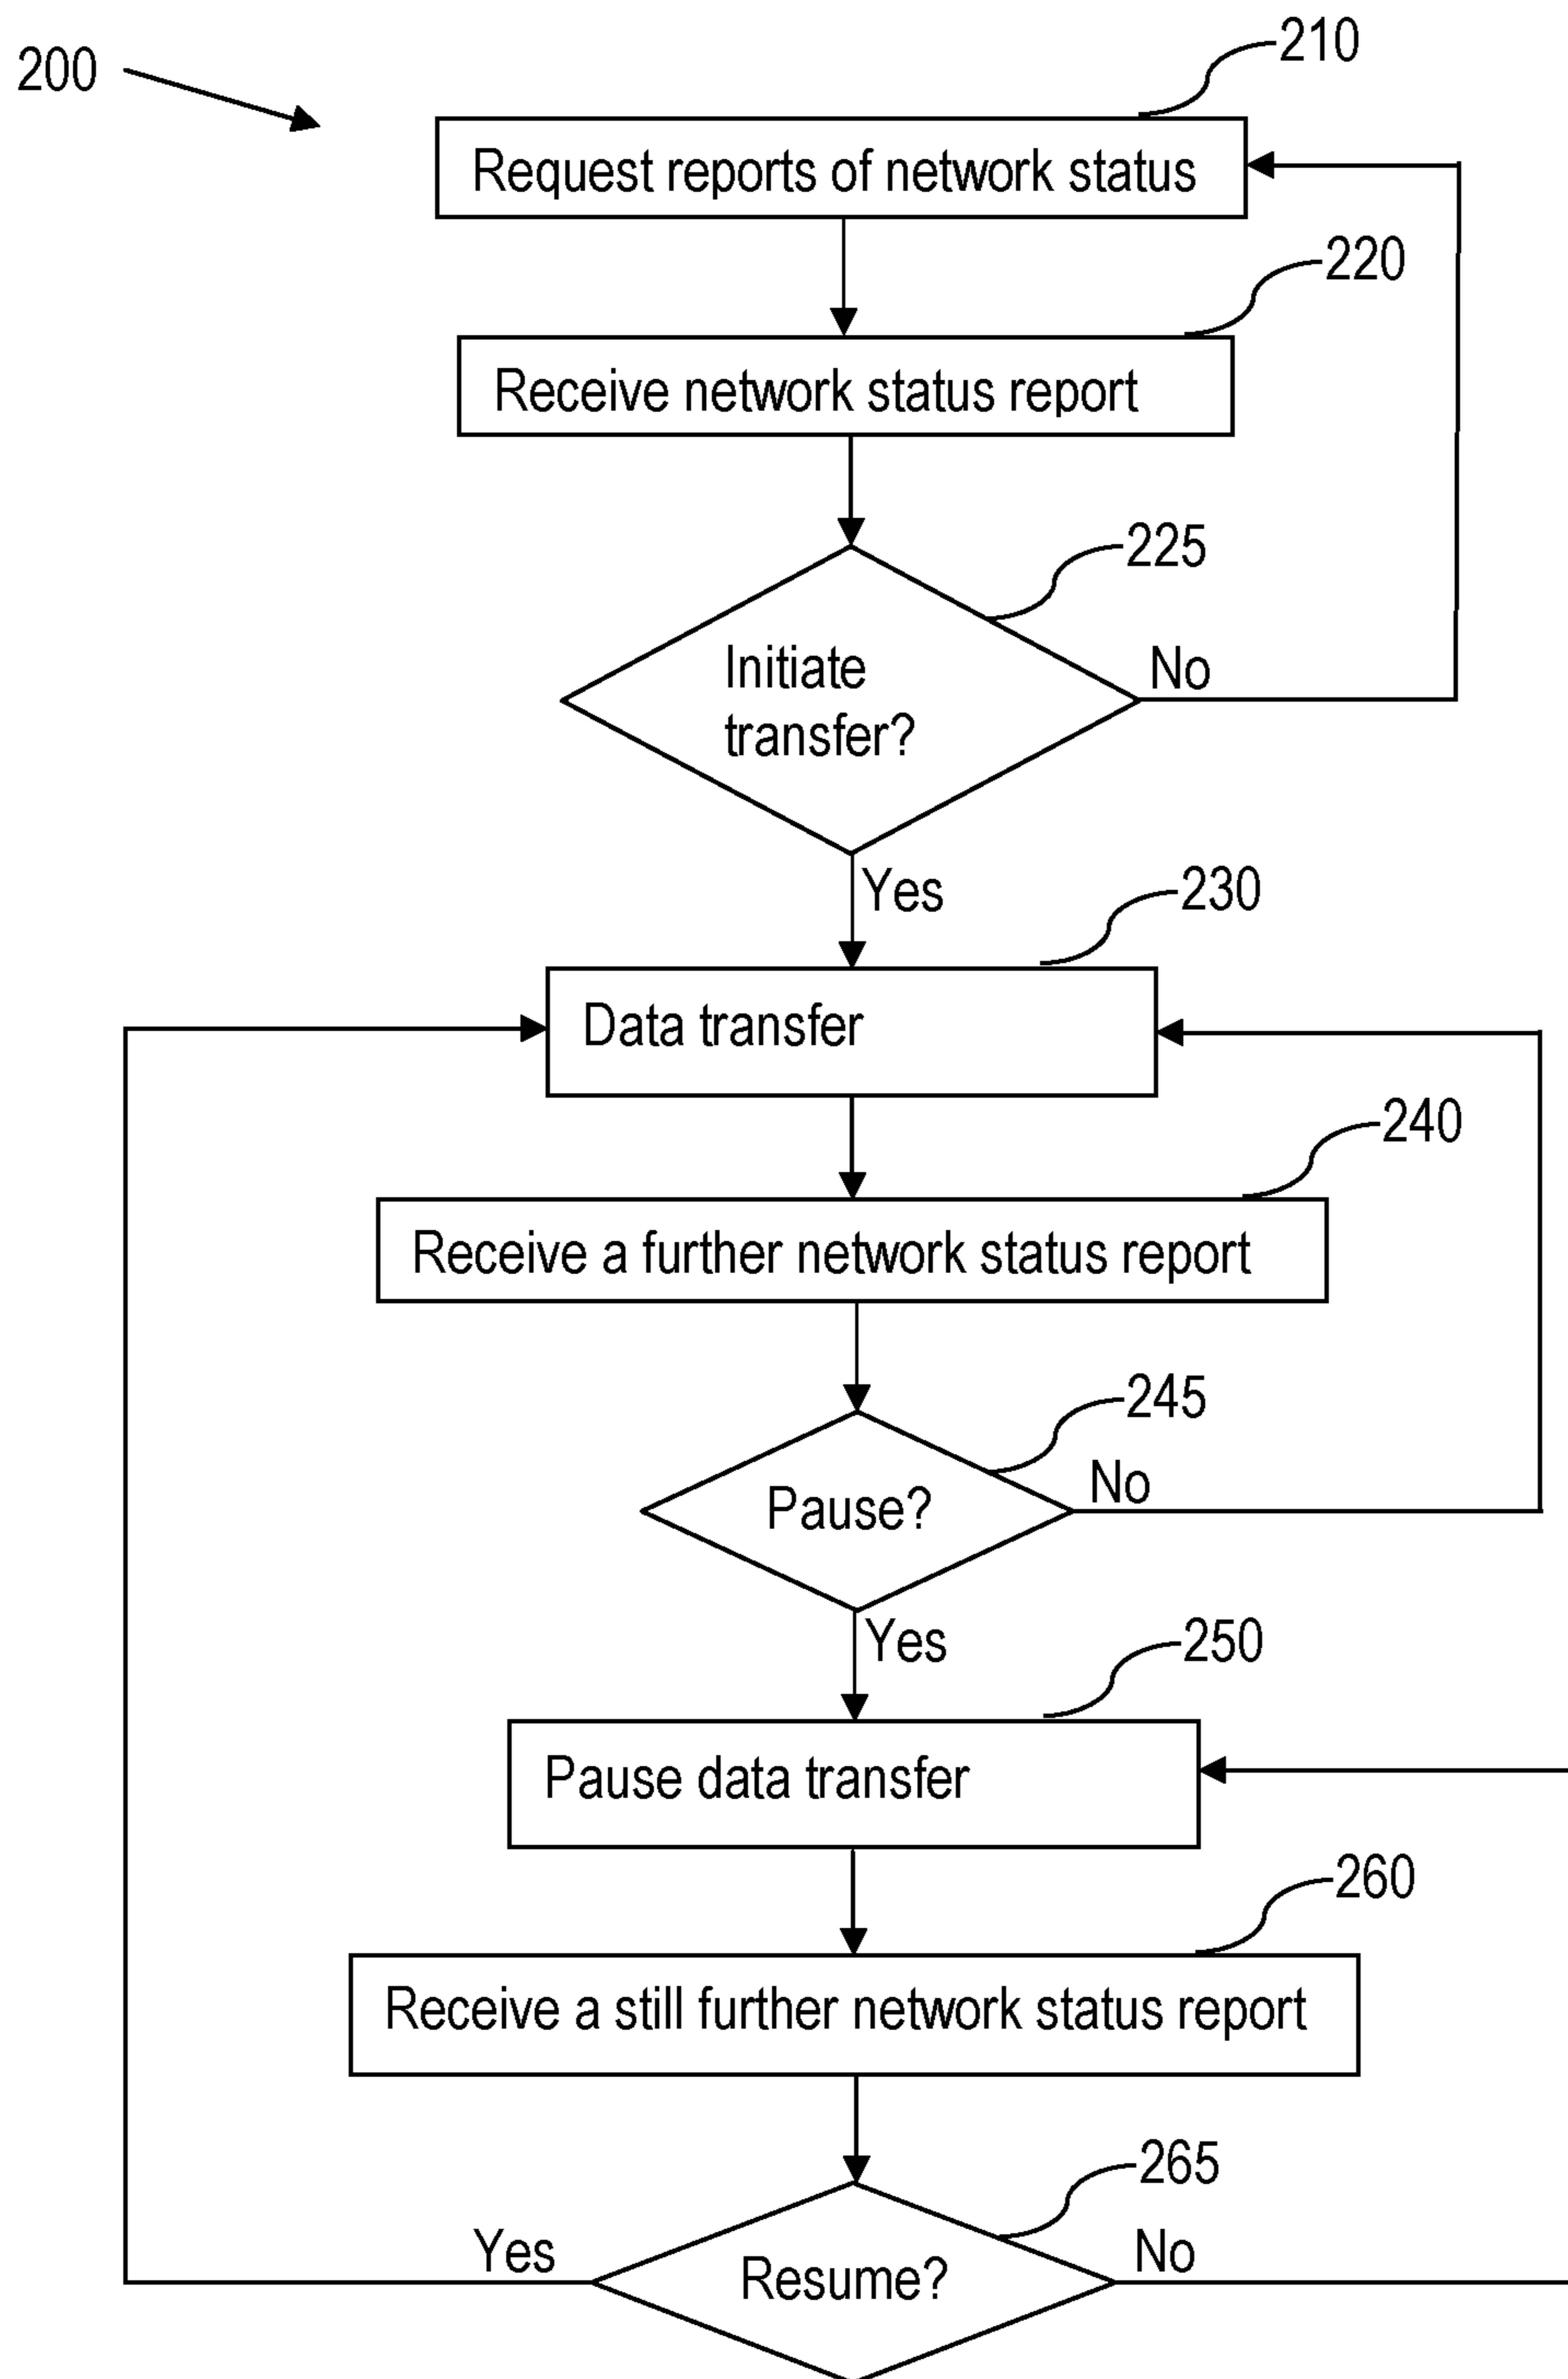 200
210
Request reports of network status
220
Receive network status report
225
Initiate
transfer?
No
Yes
230
Data transfer
240
Receive a further network status report
245
Pause?
No
Yes
250
Pause data transfer
260
Receive a still further network status report
265
Yes
Resume?
No